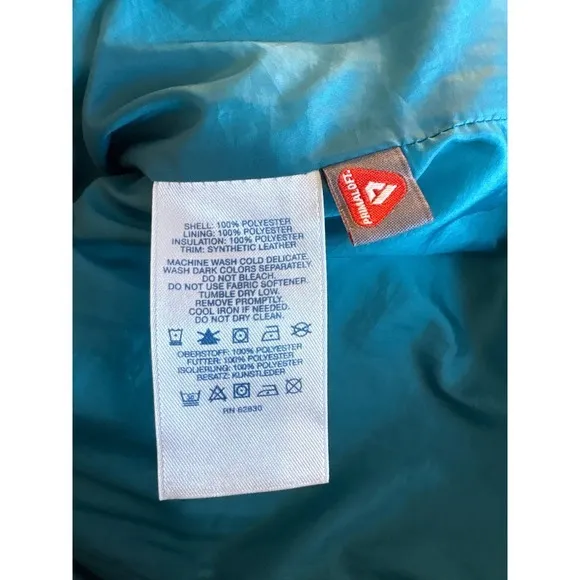 SHELL: 100% POLYESTER
LINING: 100% POLYESTER
INSULATION: 100% POLYESTER
TRIM: SYNTHETIC LEATHER
MACHINE WASH COLD DELICATE.
WASH DARK COLORS SEPARATELY.
DO NOT BLEACH.
DO NOT USE FABRIC SOFTENER.
TUMBLE DRY LOW.
REMOVE PROMPTLY.
COOL IRON IF NEEDED.
DO NOT DRY CLEAN.
OBERSTOFF: 100% POLYESTER
FUTTER: 100% POLYESTER
ISOLIERUNG: 100% POLYESTER
BESATZ: KUNSTLEDER
RN 62830
PRIMALOFT